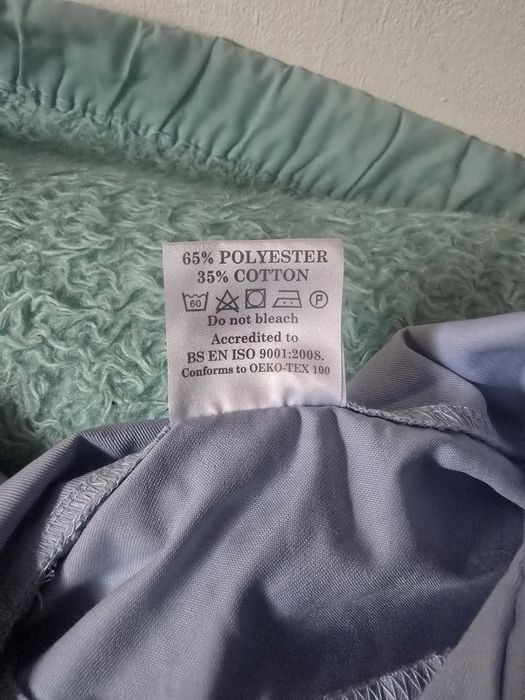 65% POLYESTER
35% COTTON
60 P
Do not bleach
Accredited to
BS EN ISO 9001:2008.
Conforms to OEKO-TEX 100